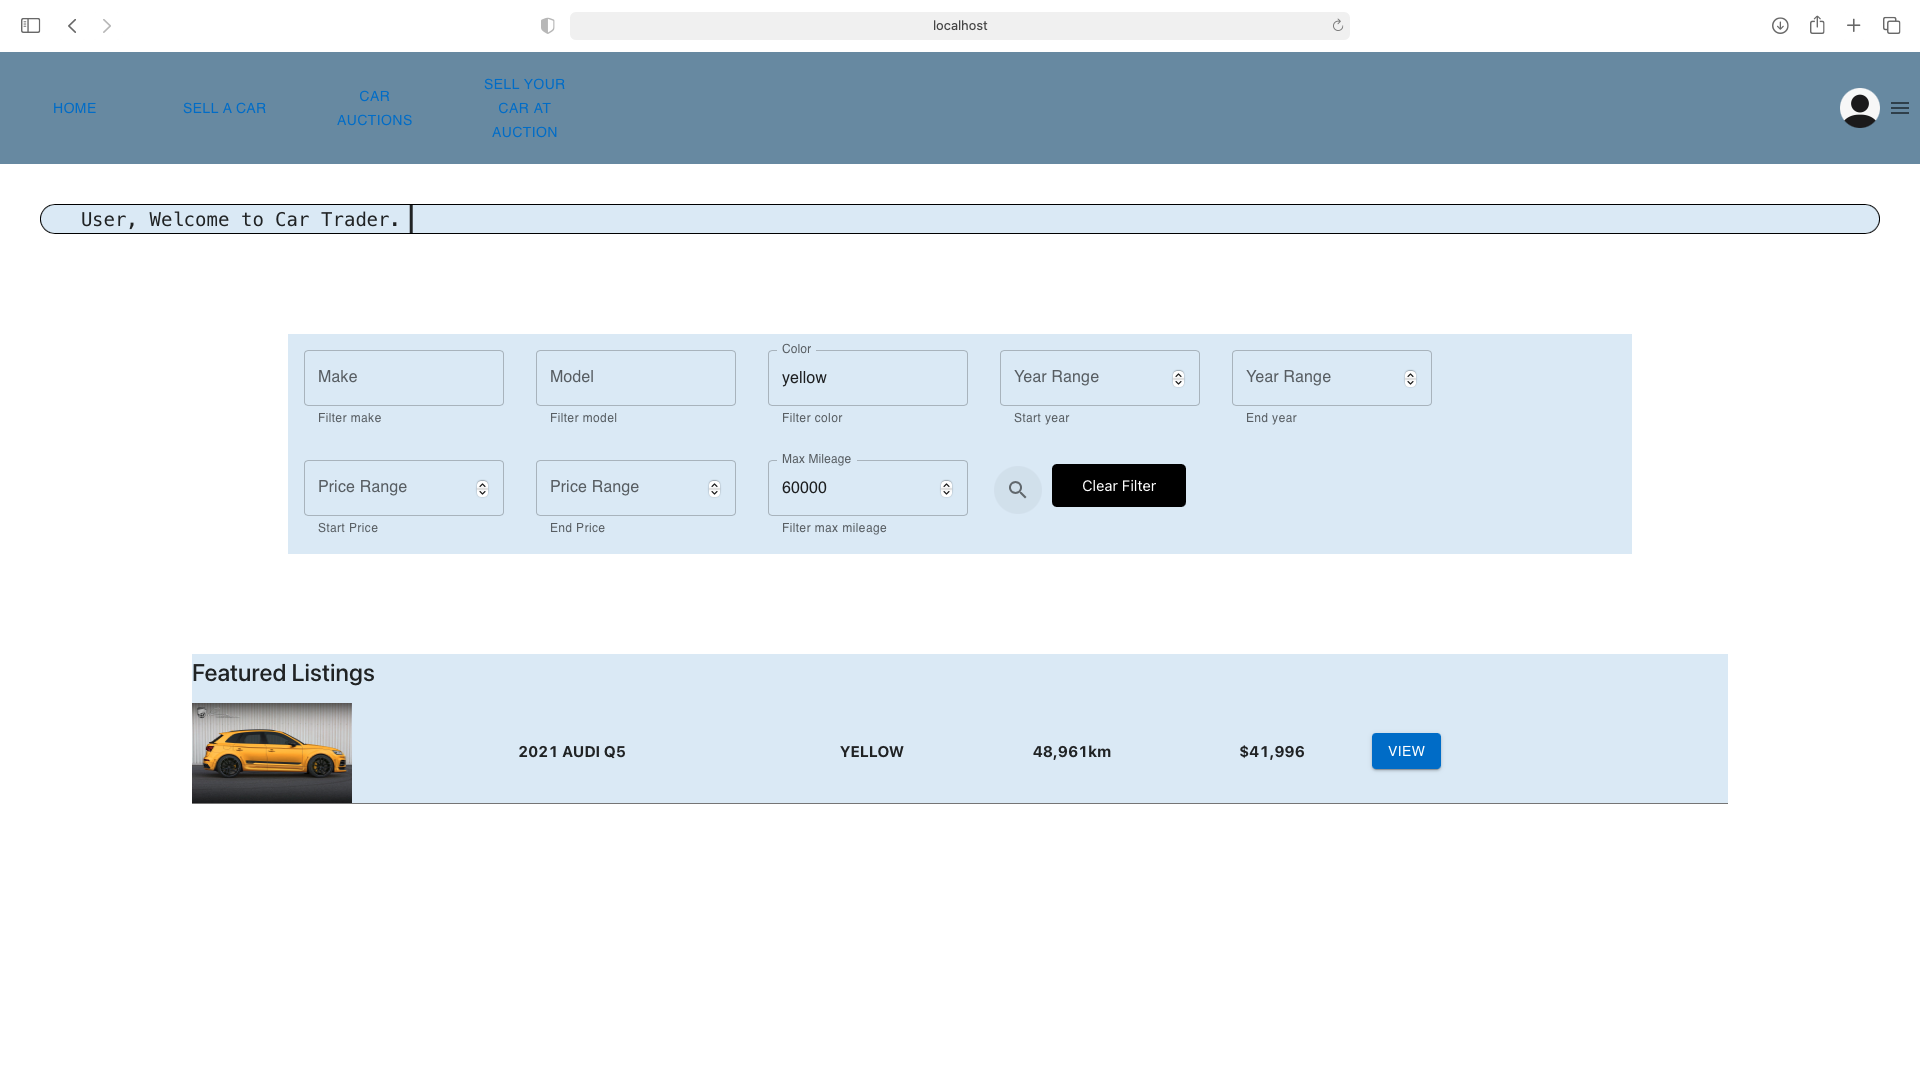 localhost
HOME
SELL A CAR
CAR
AUCTIONS
SELL YOUR
CAR AT
AUCTION
User, Welcome to Car Trader.
Make
Filter make
Model
Filter model
Color
yellow
Filter color
Year Range
Start year
Year Range
End year
Price Range
Start Price
Price Range
End Price
Max Mileage
60000
Filter max mileage
Clear Filter
Featured Listings
2021 AUDI Q5
YELLOW
48,961km
$41,996
VIEW